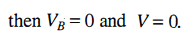 then V_B = 0 and V = 0.